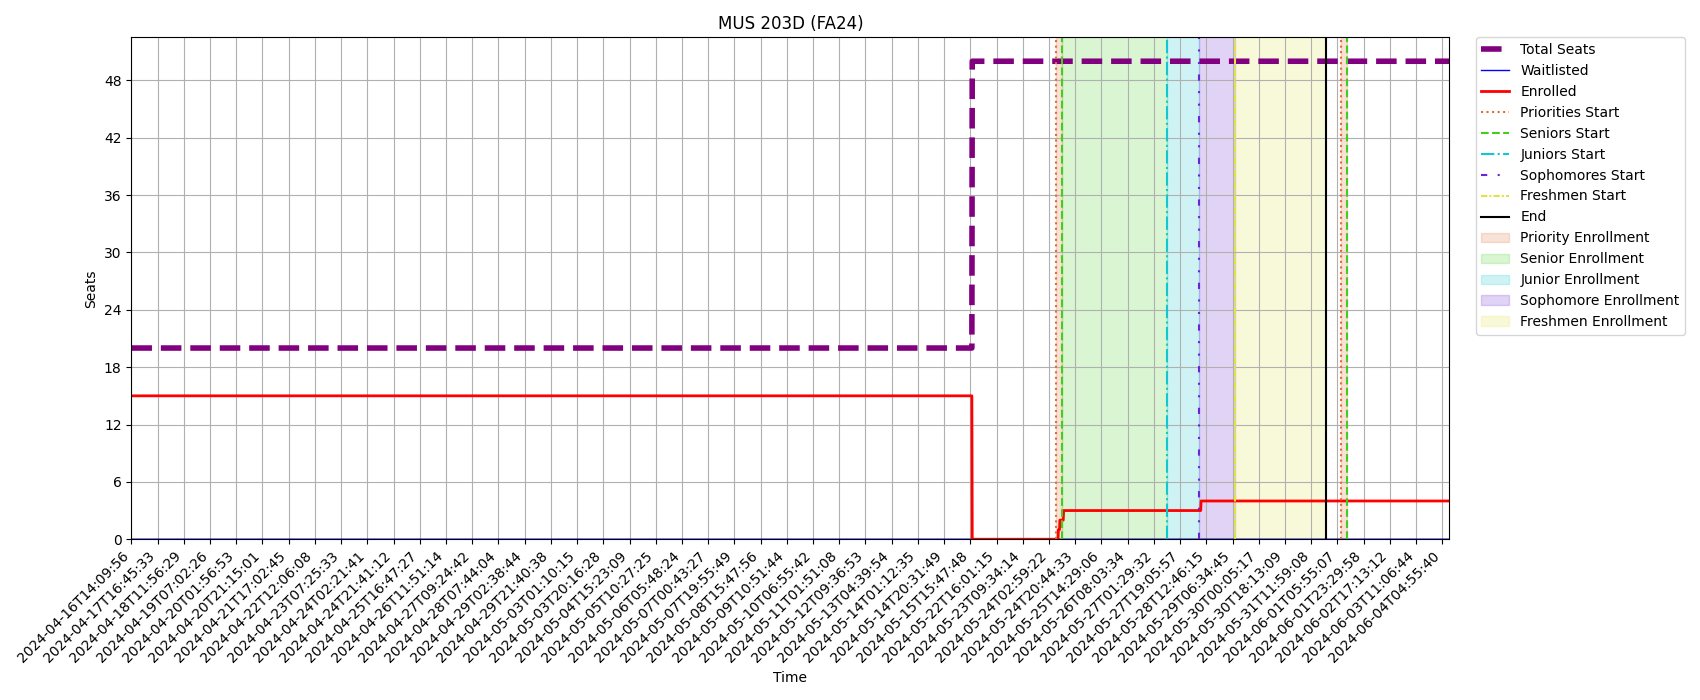 MUS 203D (FA24)
Seats
48
42
36
30
24
18
12
6
0
2024-04-16T14:09:56
2024-04-17T16:45:33
2024-04-18T11:56:29
2024-04-19T07:02:26
2024-04-20T01:56:53
2024-04-20T21:15:01
2024-04-21T17:02:45
2024-04-22T12:06:08
2024-04-23T07:25:33
2024-04-24T02:21:41
2024-04-24T21:41:12
2024-04-25T16:47:27
2024-04-26T11:51:14
2024-04-27T09:24:42
2024-04-28T07:44:04
2024-04-29T02:38:44
2024-04-29T21:40:38
2024-05-03T01:10:15
2024-05-03T20:16:28
2024-05-04T15:23:09
2024-05-05T10:27:25
2024-05-06T05:48:24
2024-05-07T00:43:27
2024-05-07T19:55:49
2024-05-08T15:47:56
2024-05-09T10:51:44
2024-05-10T06:55:42
2024-05-11T01:51:08
2024-05-12T09:36:53
2024-05-13T04:39:54
2024-05-14T01:12:35
2024-05-14T20:31:49
2024-05-15T15:47:48
2024-05-22T16:01:15
2024-05-23T09:34:14
2024-05-24T02:59:22
2024-05-24T20:44:33
2024-05-25T14:29:06
2024-05-26T08:03:34
2024-05-27T01:29:32
2024-05-27T19:05:57
2024-05-28T12:46:15
2024-05-29T06:34:45
2024-05-30T00:05:17
2024-05-30T18:13:09
2024-05-31T11:59:08
2024-06-01T05:55:07
2024-06-01T23:29:58
2024-06-02T17:13:12
2024-06-03T11:06:44
2024-06-04T04:55:40
Time
Total Seats
Waitlisted
Enrolled
Priorities Start
Seniors Start
Juniors Start
Sophomores Start
Freshmen Start
End
Priority Enrollment
Senior Enrollment
Junior Enrollment
Sophomore Enrollment
Freshmen Enrollment